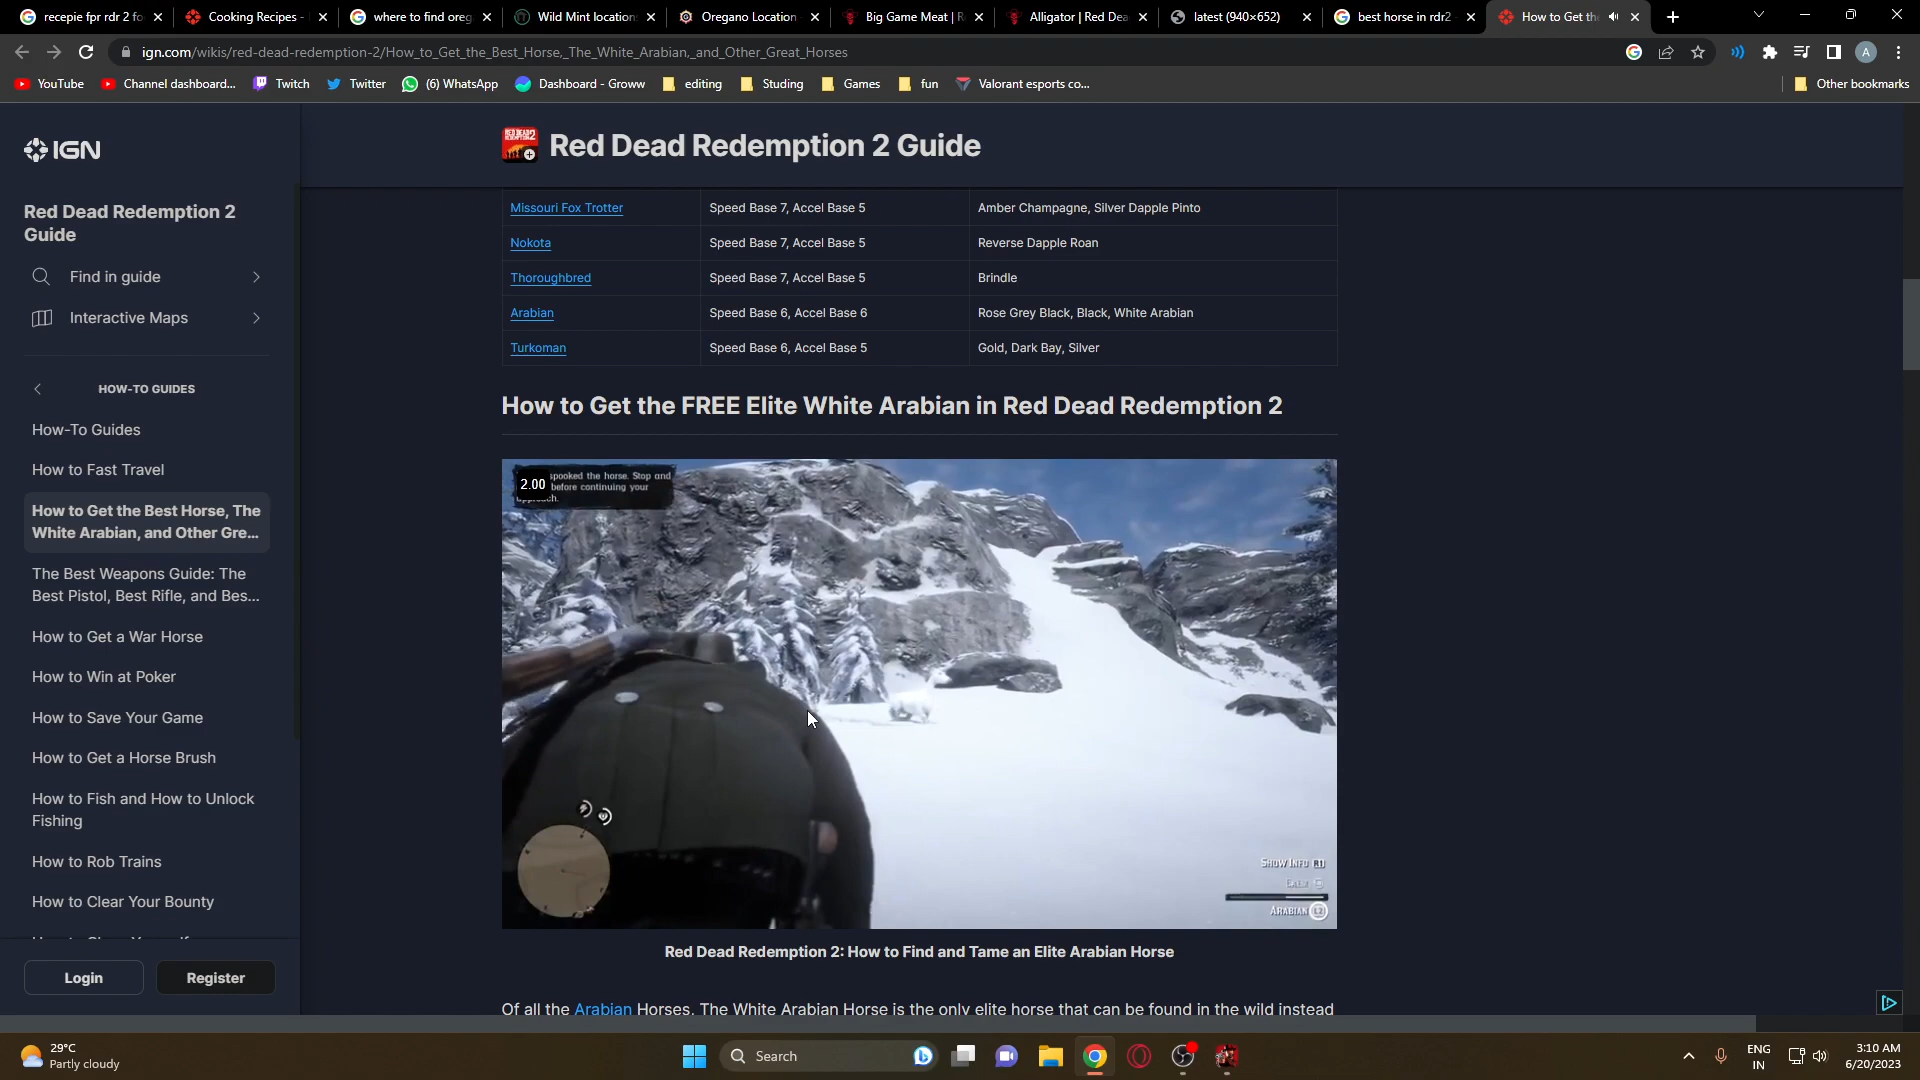 recepie fpr rdr 2 fo
Cooking Recipes -
where to find oreg
Wild Mint location
Oregano Location
Big Game Meat | R
Alligator | Red Dea
latest (940×652)
best horse in rdr2
How to Get th
ign.com/wikis/red-dead-redemption-2/How_to_Get_the_Best_Horse,_The_White_Arabian,_and_Other_Great_Horses
A
YouTube
Channel dashboard...
Twitch
Twitter
(6) WhatsApp
Dashboard - Groww
editing
Studing
Games
fun
Valorant esports co...
Other bookmarks
IGN
Red Dead Redemption 2
Guide
Find in guide
Interactive Maps
HOW-TO GUIDES
How-To Guides
How to Fast Travel
How to Get the Best Horse, The
White Arabian, and Other Gre...
The Best Weapons Guide: The
Best Pistol, Best Rifle, and Bes...
How to Get a War Horse
How to Win at Poker
How to Save Your Game
How to Get a Horse Brush
How to Fish and How to Unlock
Fishing
How to Rob Trains
How to Clear Your Bounty
Login
Register
Red Dead Redemption 2 Guide
Missouri Fox Trotter Speed Base 7, Accel Base 5 Amber Champagne, Silver Dapple Pinto
Nokota Speed Base 7, Accel Base 5 Reverse Dapple Roan
Thoroughbred Speed Base 7, Accel Base 5 Brindle
Arabian Speed Base 6, Accel Base 6 Rose Grey Black, Black, White Arabian
Turkoman Speed Base 6, Accel Base 5 Gold, Dark Bay, Silver
How to Get the FREE Elite White Arabian in Red Dead Redemption 2
spooked the horse. Stop and
2.00
before continuing your
SHOW INFO R1
ARABIAN L2
Red Dead Redemption 2: How to Find and Tame an Elite Arabian Horse
Of all the Arabian Horses, The White Arabian Horse is the only elite horse that can be found in the wild instead
29°C
Partly cloudy
Search
ENG
IN
3:10 AM
6/20/2023